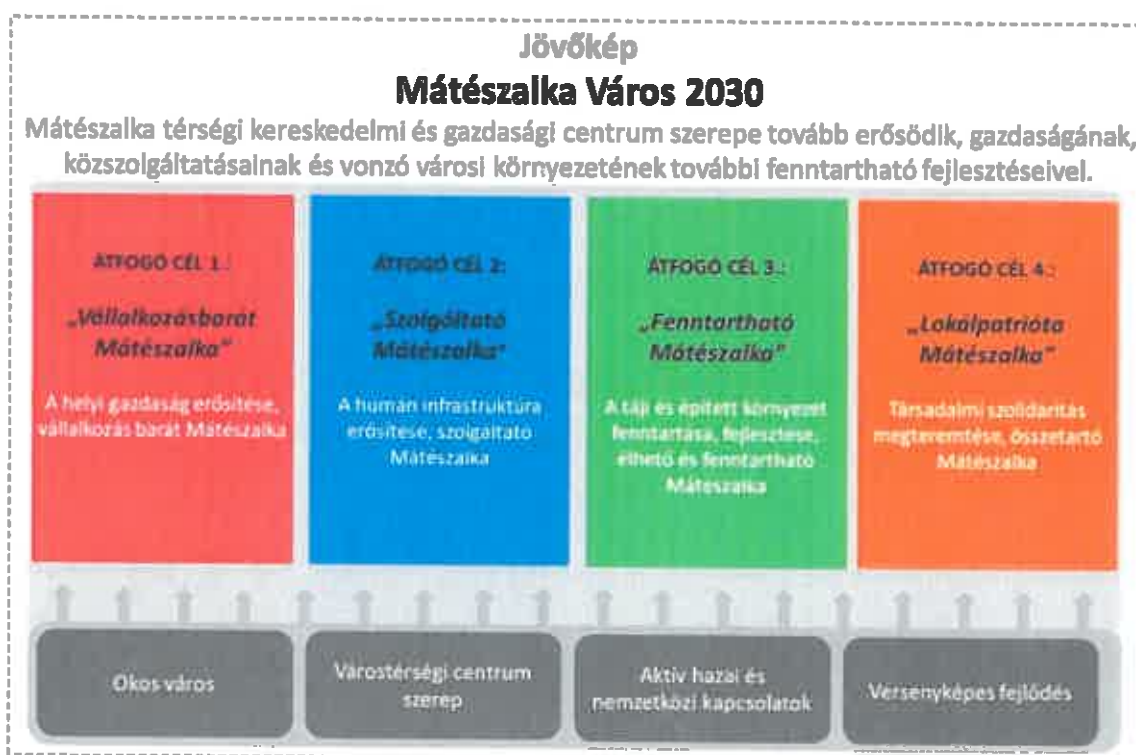 Jövőkép
Mátészalka Város 2030
Mátészalka térségi kereskedelmi és gazdasági centrum szerepe tovább erősödik, gazdaságának,
közszolgáltatásainak és vonzó városi környezetének további fenntartható fejlesztéseivel.
ÁTFOGÓ CÉL 1.:
„Vállalkozásbarát
Mátészalka”
A helyi gazdaság erősítése,
vállalkozás barát Mátészalka
ÁTFOGÓ CÉL 2:
„Szolgáltató
Mátészalka”
A humán infrastruktúra
erősítése, szolgáltató
Mátészalka
ÁTFOGÓ CÉL 3.:
„Fenntartható
Mátészalka”
A táji és épített környezet
fenntartása, fejlesztése,
élhető és fenntartható
Mátészalka
ÁTFOGÓ CÉL 4.:
„Lokálpatrióta
Mátészalka”
Társadalmi szolidaritás
megteremtése, összetartó
Mátészalka
Okos város
Várostérségi centrum
szerep
Aktív hazai és
nemzetközi kapcsolatok
Versenyképes fejlődés